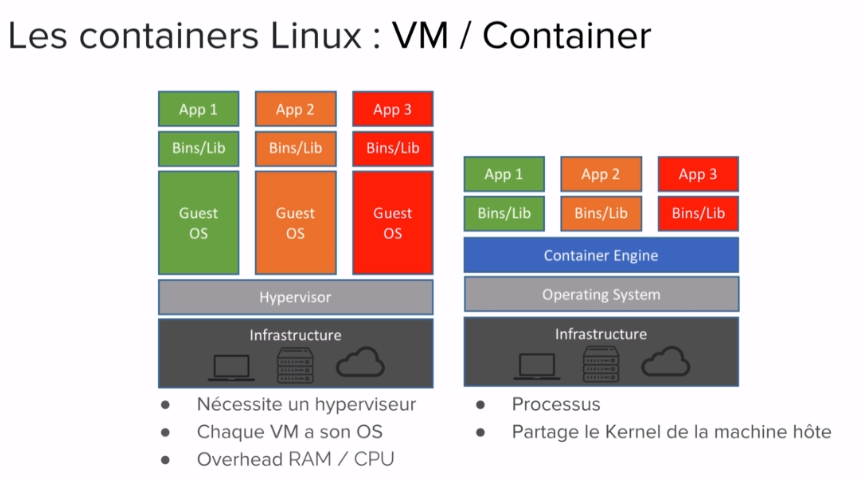 Les containers Linux : VM / Container
App 1 App 2 App 3
Bins/Lib Bins/Lib Bins/Lib
Guest OS Guest OS Guest OS
Hypervisor
Infrastructure
● Nécessite un hyperviseur
● Chaque VM a son OS
● Overhead RAM / CPU
App 1 App 2 App 3
Bins/Lib Bins/Lib Bins/Lib
Container Engine
Operating System
Infrastructure
● Processus
● Partage le Kernel de la machine hôte